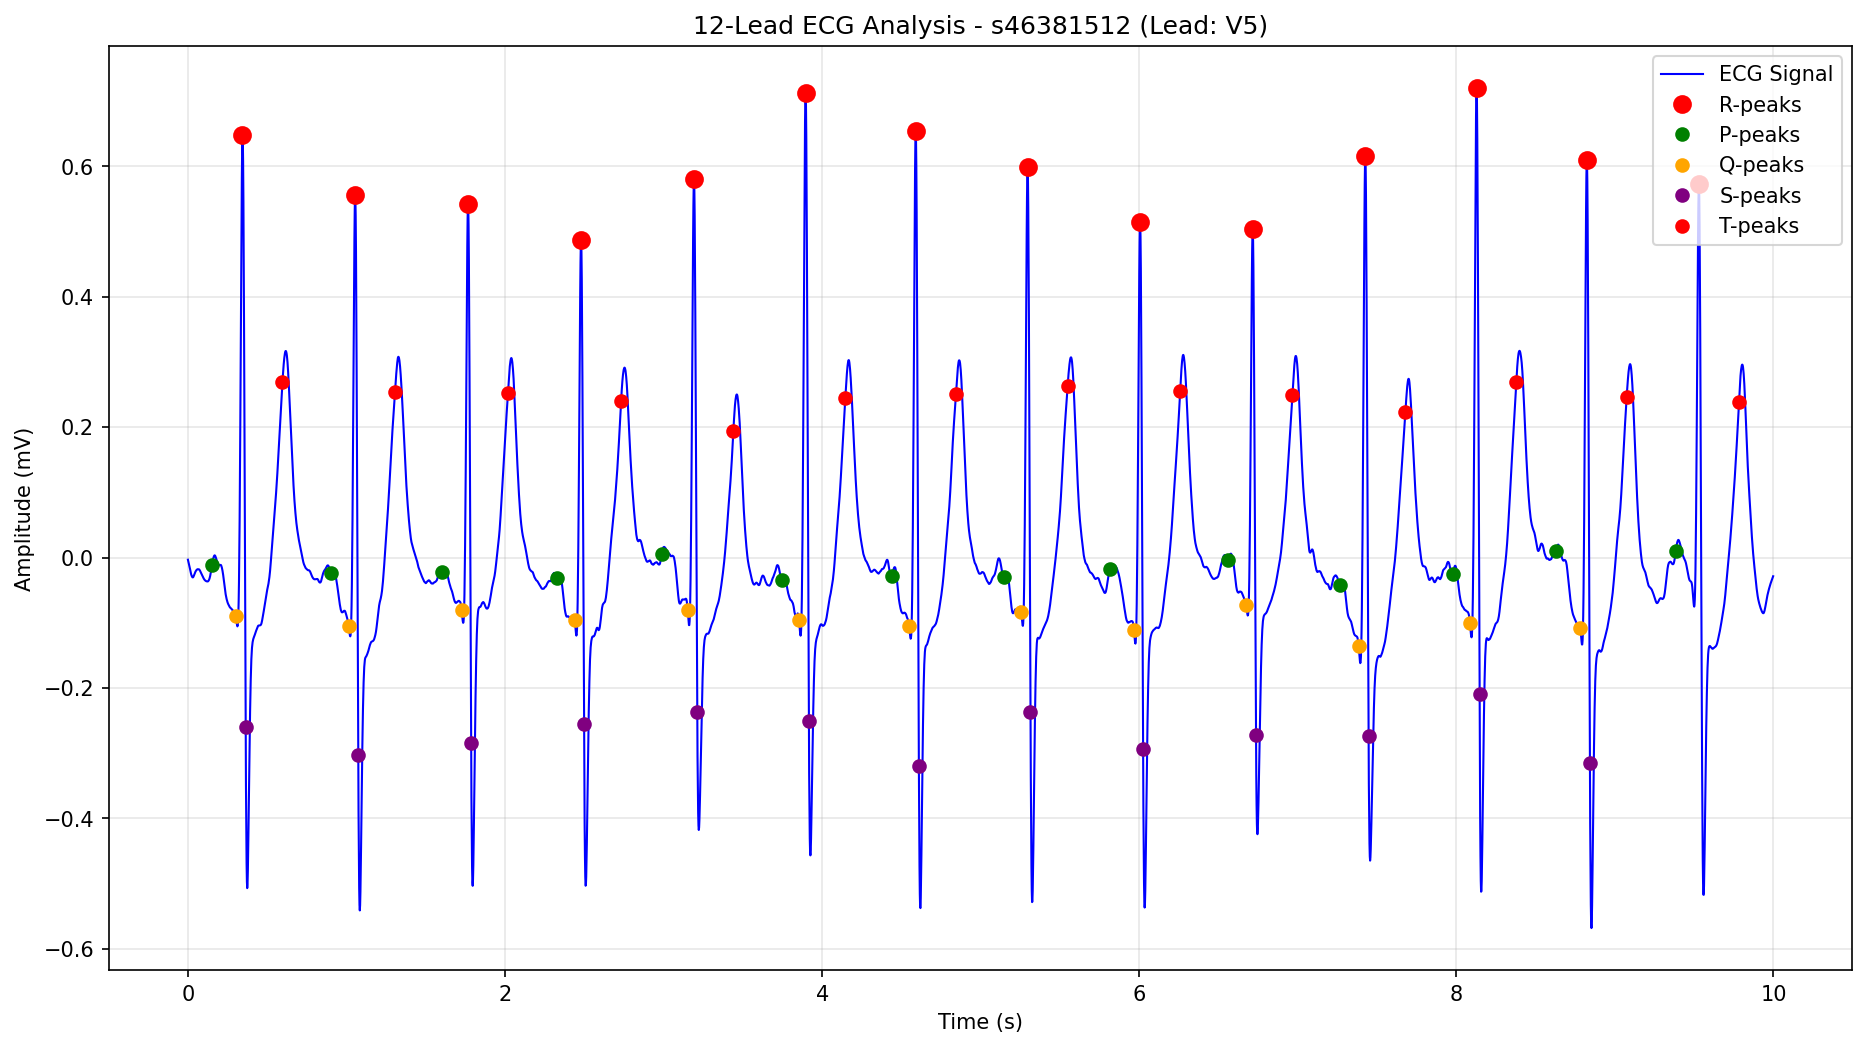 12-Lead ECG Analysis - s46381512 (Lead: V5)
ECG Signal
R-peaks
P-peaks
Q-peaks
S-peaks
T-peaks
Amplitude (mV)
0.6
0.4
0.2
0.0
−0.2
−0.4
−0.6
0 2 4 6 8 10
Time (s)